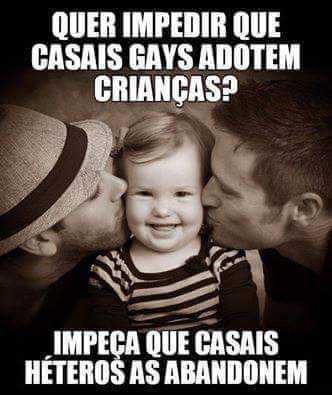 QUER IMPEDIR QUE
CASAIS GAYS ADOTEM
CRIANÇAS?
IMPEÇA QUE CASAIS
HÉTEROS AS ABANDONEM